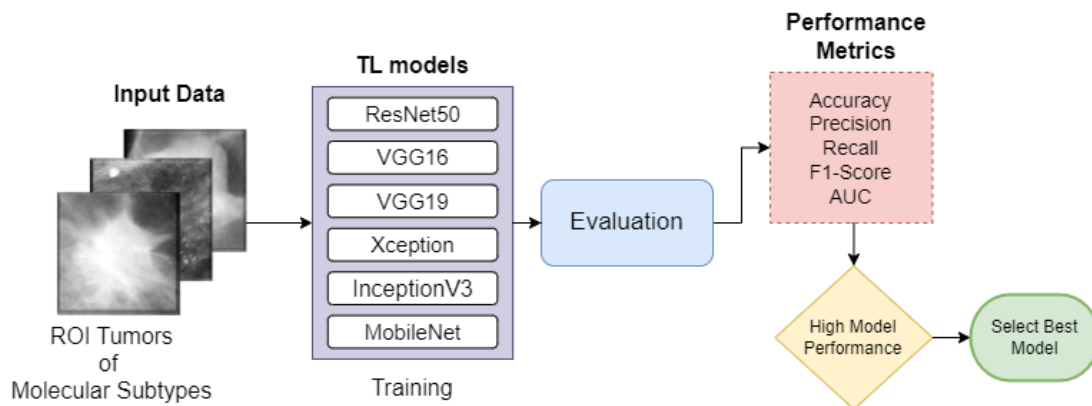 Input Data
ROI Tumors
of
Molecular Subtypes
TL models
ResNet50
VGG16
VGG19
Xception
InceptionV3
MobileNet
Training
Evaluation
Performance
Metrics
Accuracy
Precision
Recall
F1-Score
AUC
High Model
Performance
Select Best
Model